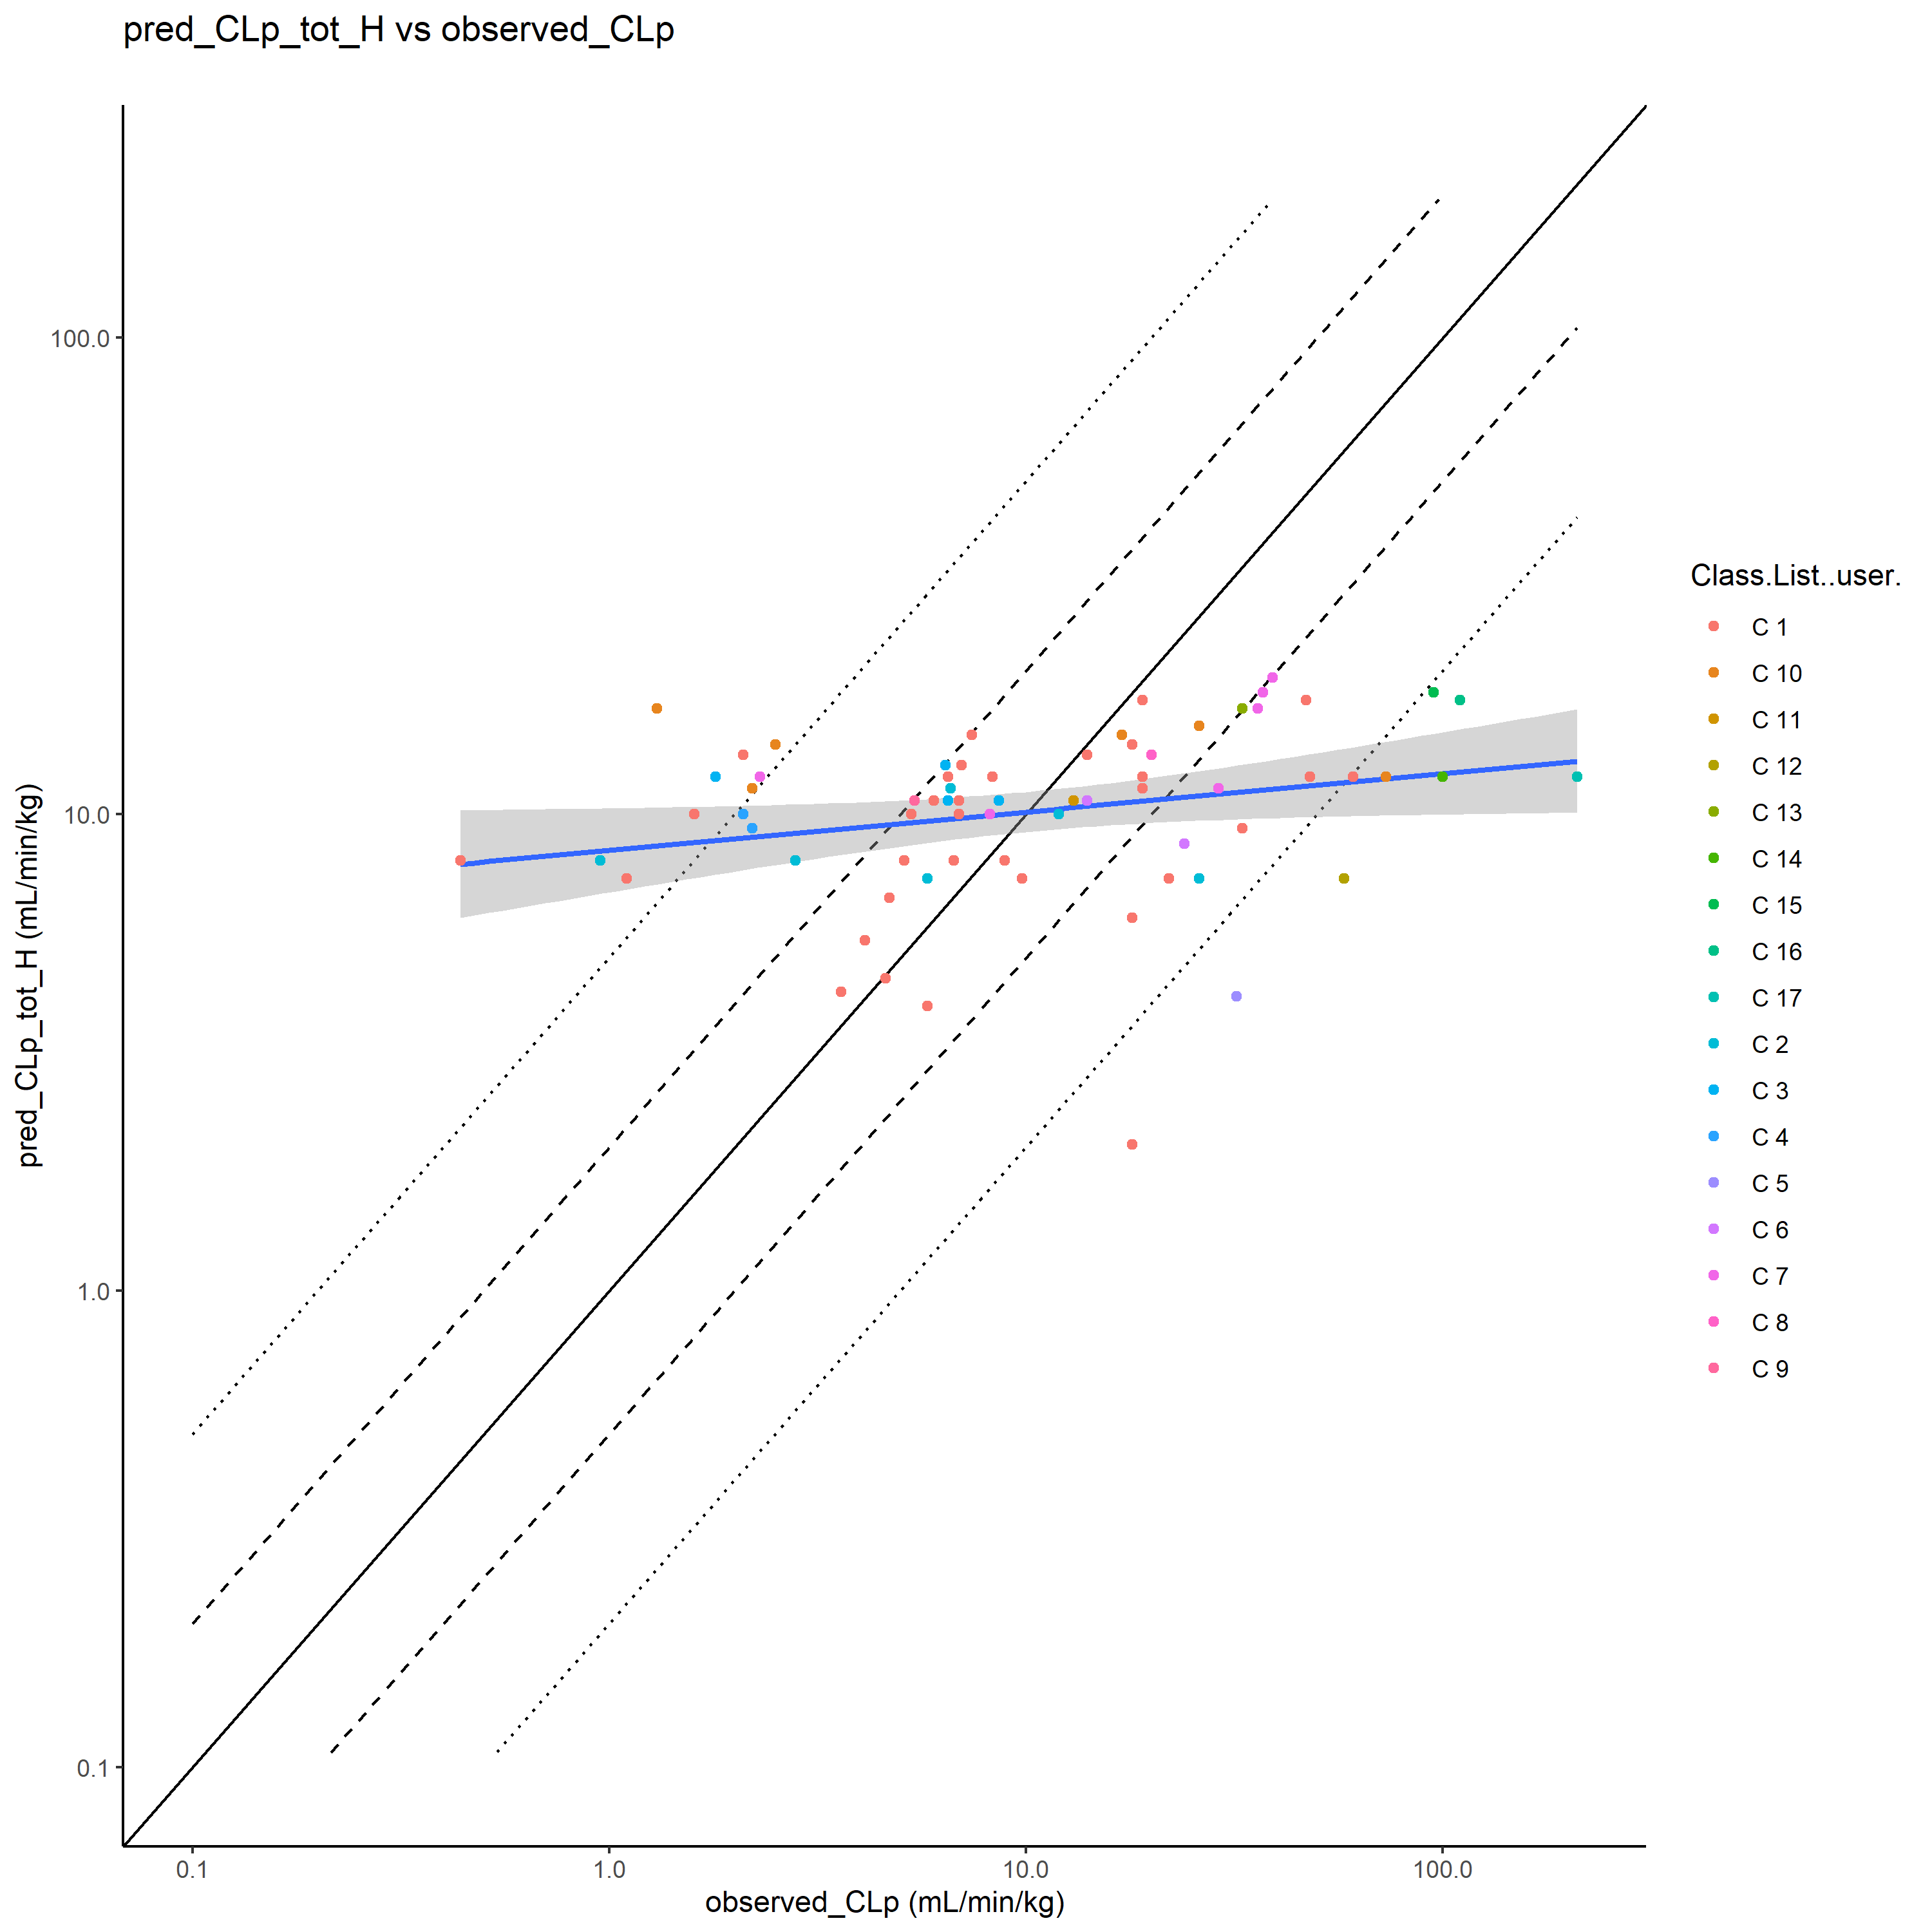 pred_CLp_tot_H vs observed_CLp
pred_CLp_tot_H (mL/min/kg)
100.0
10.0
1.0
0.1
0.1
1.0
10.0
100.0
observed_CLp (mL/min/kg)
Class.List..user.
C 1
C 10
C 11
C 12
C 13
C 14
C 15
C 16
C 17
C 2
C 3
C 4
C 5
C 6
C 7
C 8
C 9